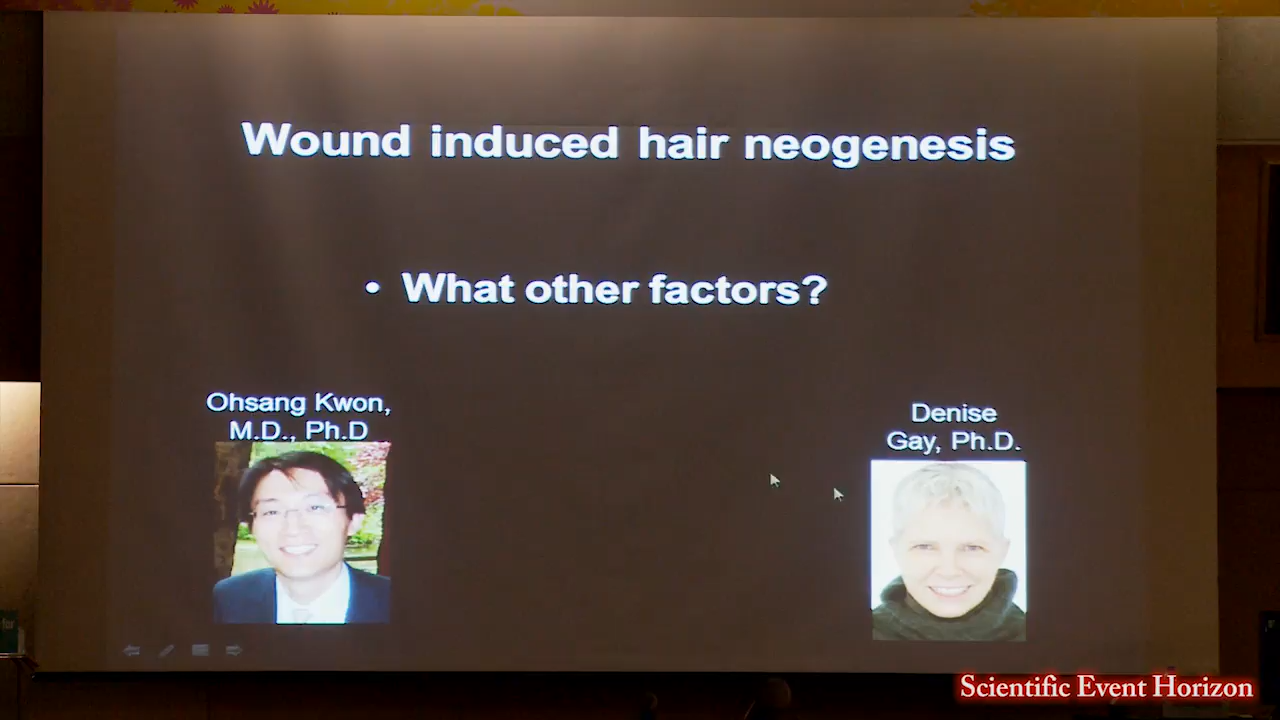 Wound induced hair neogenesis
• What other factors?
Ohsang Kwon,
M.D., Ph.D
Denise
Gay, Ph.D.
Scientific Event Horizon